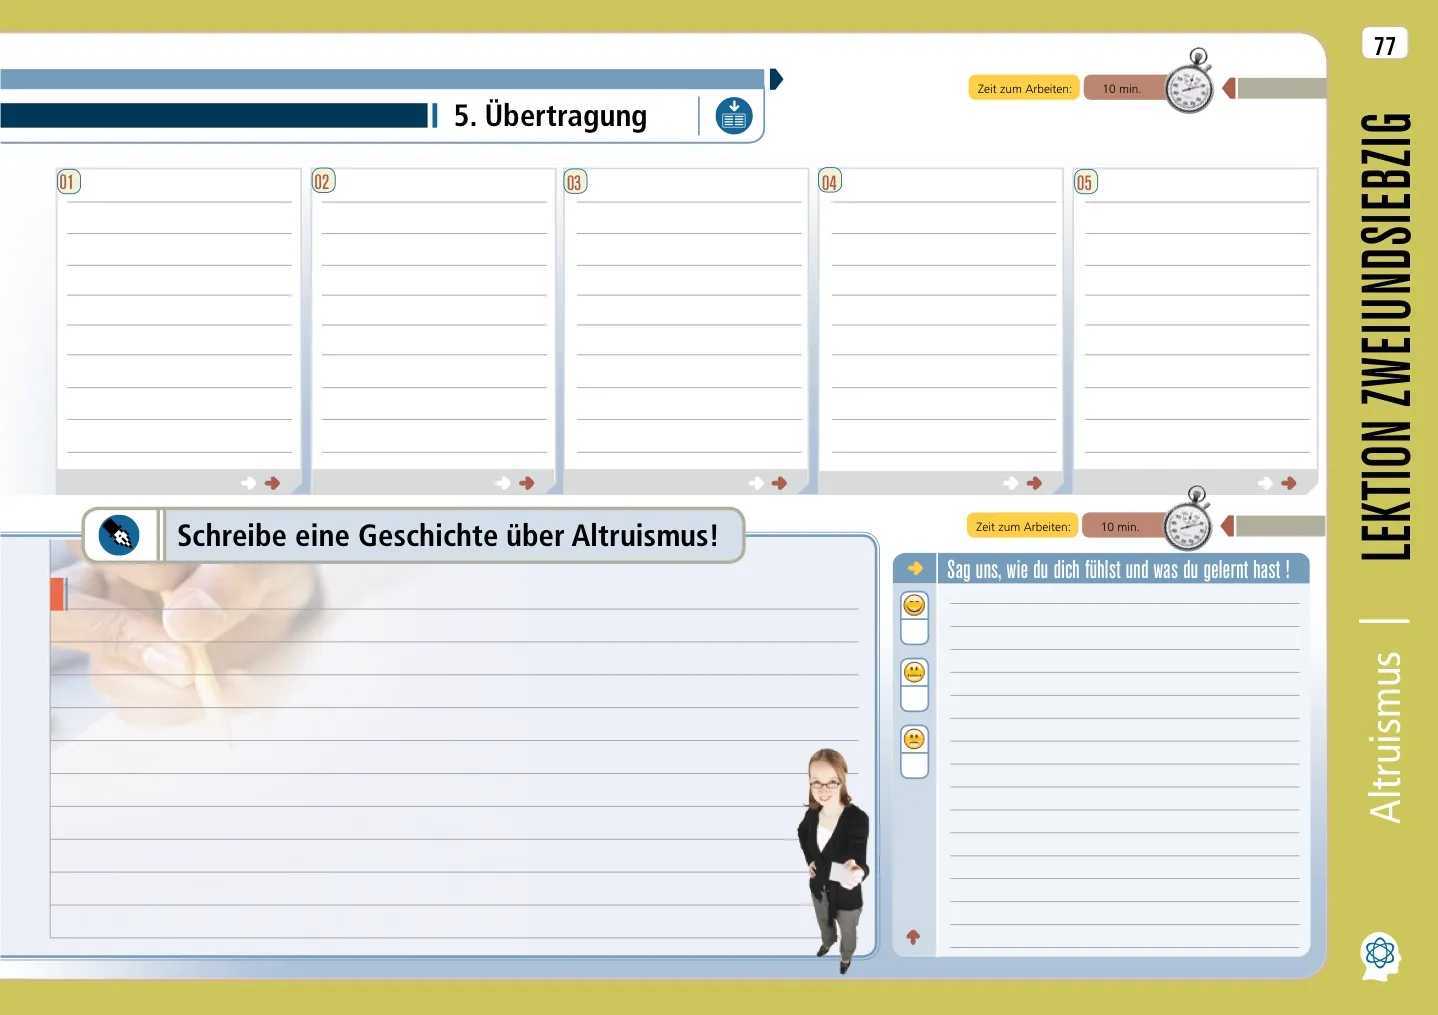 77
Zeit zum Arbeiten:
10 min.
5. Übertragung
01
02
03
04
05
Schreibe eine Geschichte über Altruismus!
Zeit zum Arbeiten:
10 min.
Sag uns, wie du dich fühlst und was du gelernt hast !
LEKTION ZWEIUNDSIEBZIG
Altruismus